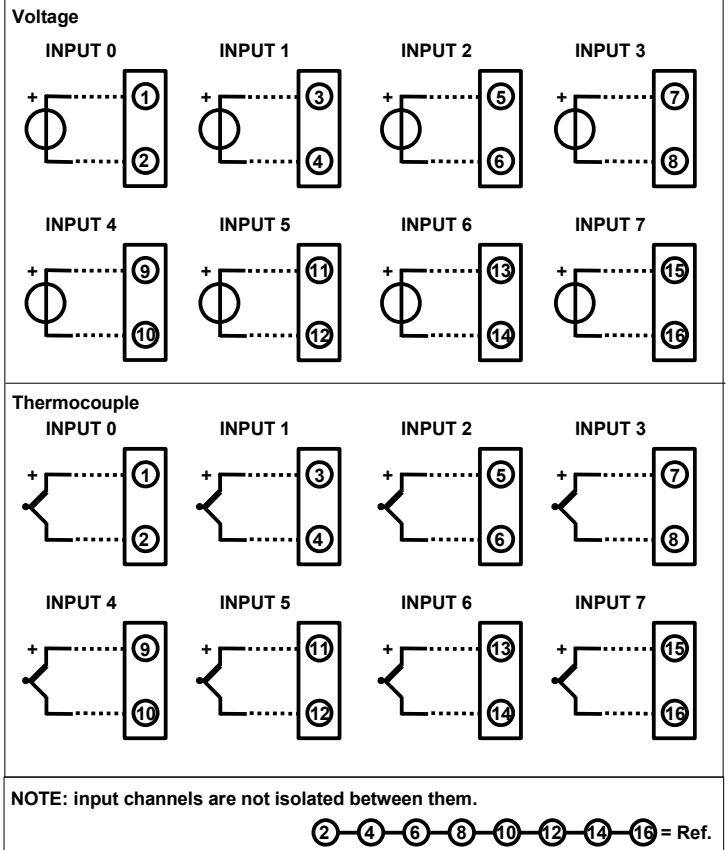 Voltage
INPUT 0 INPUT 1 INPUT 2 INPUT 3
+ 1 + 3 + 5 + 7
2 4 6 8
INPUT 4 INPUT 5 INPUT 6 INPUT 7
+ 9 + 11 + 13 + 15
10 12 14 16
Thermocouple
INPUT 0 INPUT 1 INPUT 2 INPUT 3
+ 1 + 3 + 5 + 7
2 4 6 8
INPUT 4 INPUT 5 INPUT 6 INPUT 7
+ 9 + 11 + 13 + 15
10 12 14 16
NOTE: input channels are not isolated between them.
2 4 6 8 10 12 14 16 = Ref.